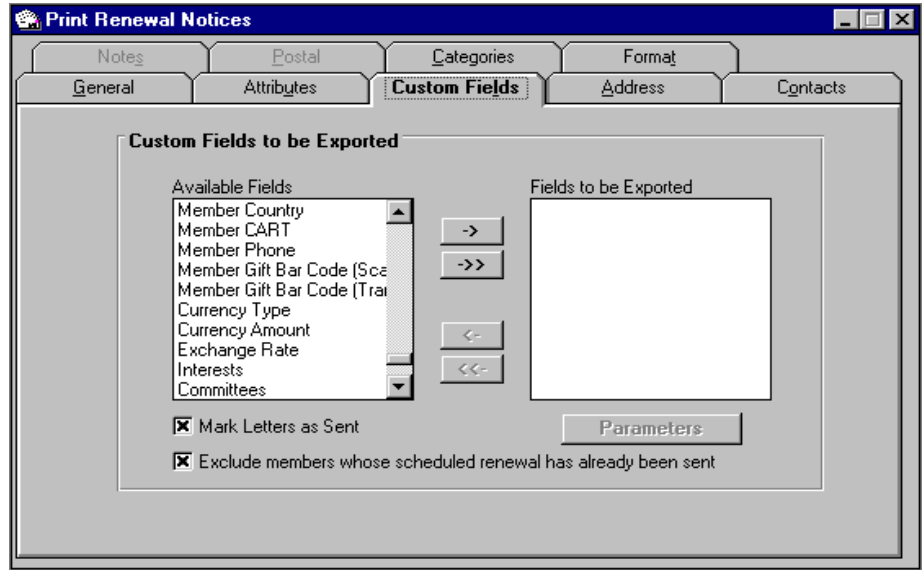 Print Renewal Notices
Notes Postal Categories Format
General Attributes Custom Fields Address Contacts
Custom Fields to be Exported
Available Fields Fields to be Exported
Member Country
Member CART
Member Phone
Member Gift Bar Code (Sca
Member Gift Bar Code (Trar
Currency Type
Currency Amount
Exchange Rate
Interests
Committees
->
->>
<-
<<-
Mark Letters as Sent Parameters
Exclude members whose scheduled renewal has already been sent